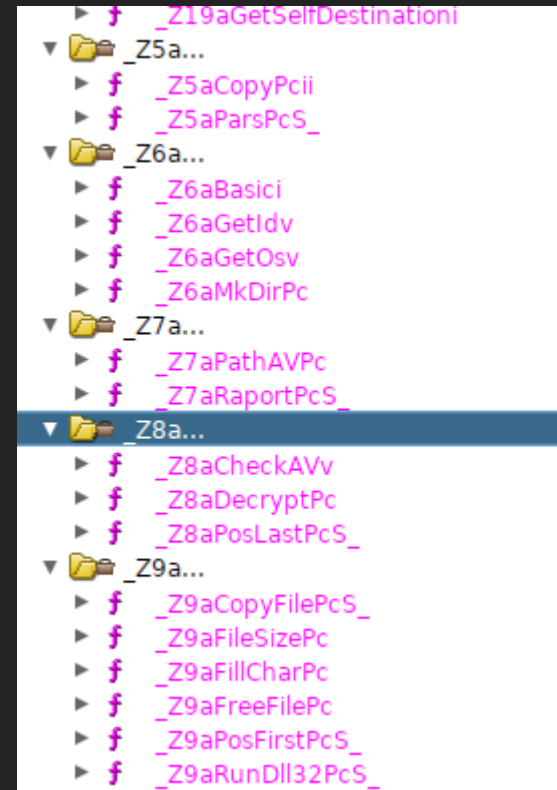 _Z19aGetSelfDestinationi
_Z5a...
_Z5aCopyPcii
_Z5aParsPcS_
_Z6a...
_Z6aBasici
_Z6aGetIdv
_Z6aGetOsv
_Z6aMkDirPc
_Z7a...
_Z7aPathAVPc
_Z7aRaportPcS_
_Z8a...
_Z8aCheckAVv
_Z8aDecryptPc
_Z8aPosLastPcS_
_Z9a...
_Z9aCopyFilePcS_
_Z9aFileSizePc
_Z9aFillCharPc
_Z9aFreeFilePc
_Z9aPosFirstPcS_
_Z9aRunDll32PcS_